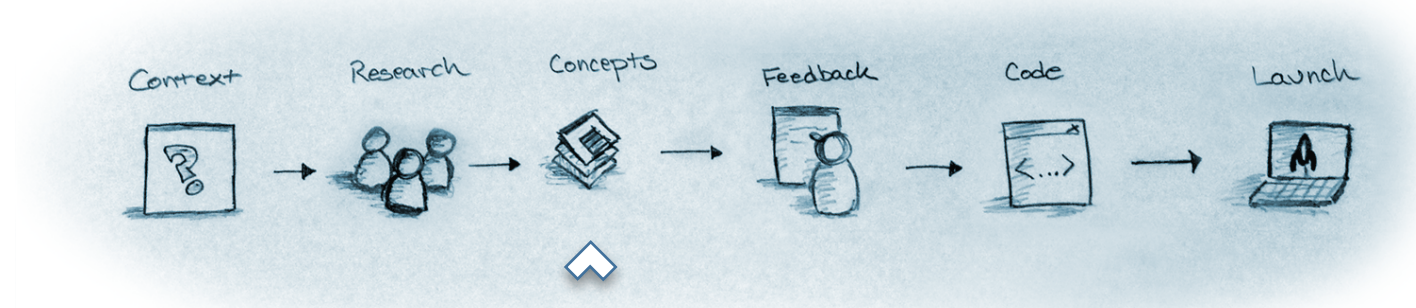 Context
Research
Concepts
Feedback
Code
Launch
?
<...>
x